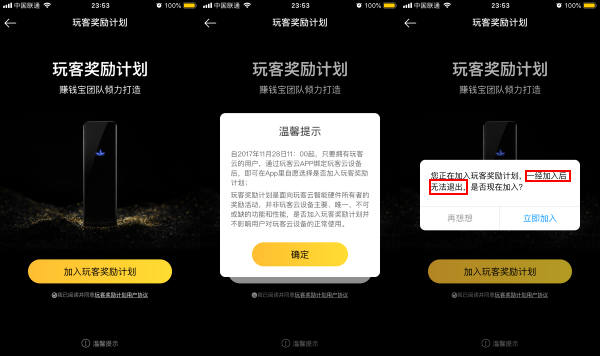 中国联通
23:53
100%
玩客奖励计划
玩客奖励计划
赚钱宝团队倾力打造
加入玩客奖励计划
我已阅读并同意玩客奖励计划用户协议
温馨提示
中国联通
23:53
100%
玩客奖励计划
玩客奖励计划
赚钱宝团队倾力打造
温馨提示
自2017年11月28日11：00起，只要拥有玩客
云的用户，通过玩客云APP绑定玩客云设备
后，即可在App里自愿选择是否加入玩客奖励
计划；
玩客奖励计划是面向玩客云智能硬件所有者的
奖励活动，并非玩客云设备主要、唯一、不可
或缺的功能和性能，是否加入玩客奖励计划并
不影响用户对玩客云设备的正常使用。
确定
我已阅读并同意玩客奖励计划用户协议
温馨提示
中国联通
23:53
100%
玩客奖励计划
玩客奖励计划
赚钱宝团队倾力打造
您正在加入玩客奖励计划，一经加入后
无法退出，是否现在加入？
再想想
立即加入
加入玩客奖励计划
我已阅读并同意玩客奖励计划用户协议
温馨提示